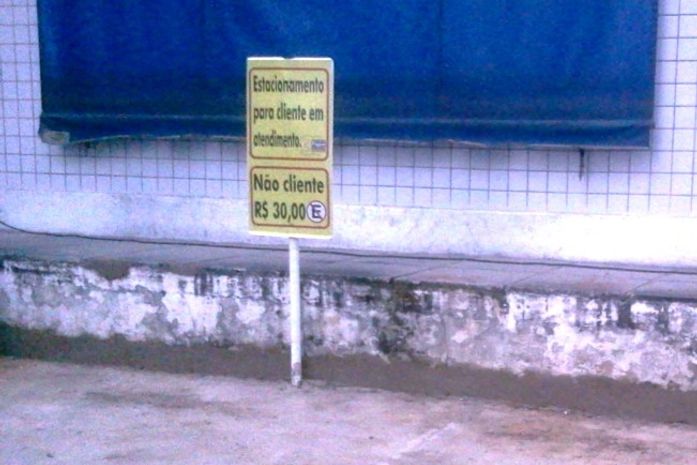 Estacionamento
para cliente em
atendimento.
Não cliente
R$ 30,00 E